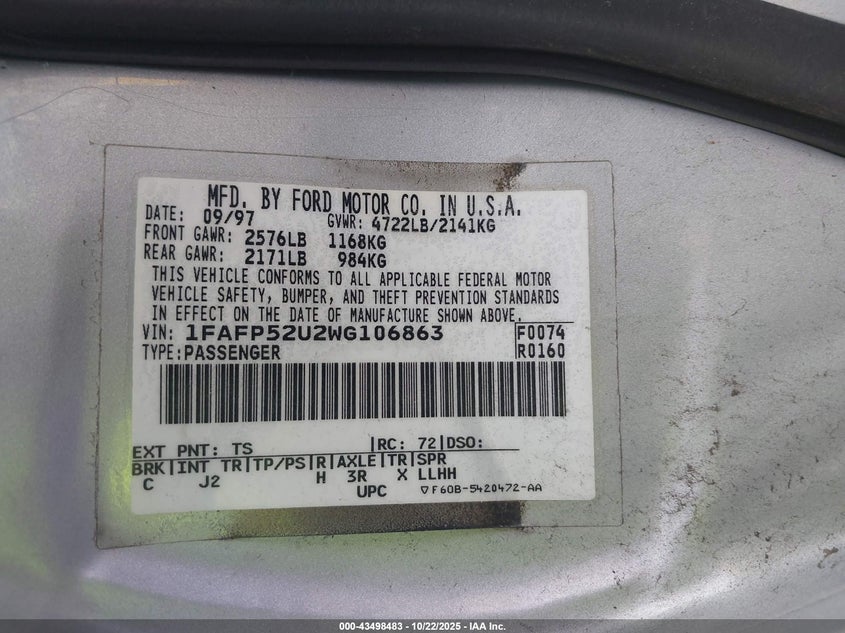 MFD. BY FORD MOTOR CO. IN U.S.A.
DATE: 09/97 GVWR: 4722LB/2141KG
FRONT GAWR: 2576LB 1168KG
REAR GAWR: 2171LB 984KG
THIS VEHICLE CONFORMS TO ALL APPLICABLE FEDERAL MOTOR
VEHICLE SAFETY, BUMPER, AND THEFT PREVENTION STANDARDS
IN EFFECT ON THE DATE OF MANUFACTURE SHOWN ABOVE.
VIN: 1FAFP52U2WG106863 F0074
TYPE: PASSENGER R0160
EXT PNT: TS |RC: 72|DSO:
BRK|INT TR|TP/PS|R|AXLE|TR|SPR
C J2 H 3R X LLHH
UPC ▽F60B-5420472-AA
000-43498483 - 10/22/2025 - IAA Inc.